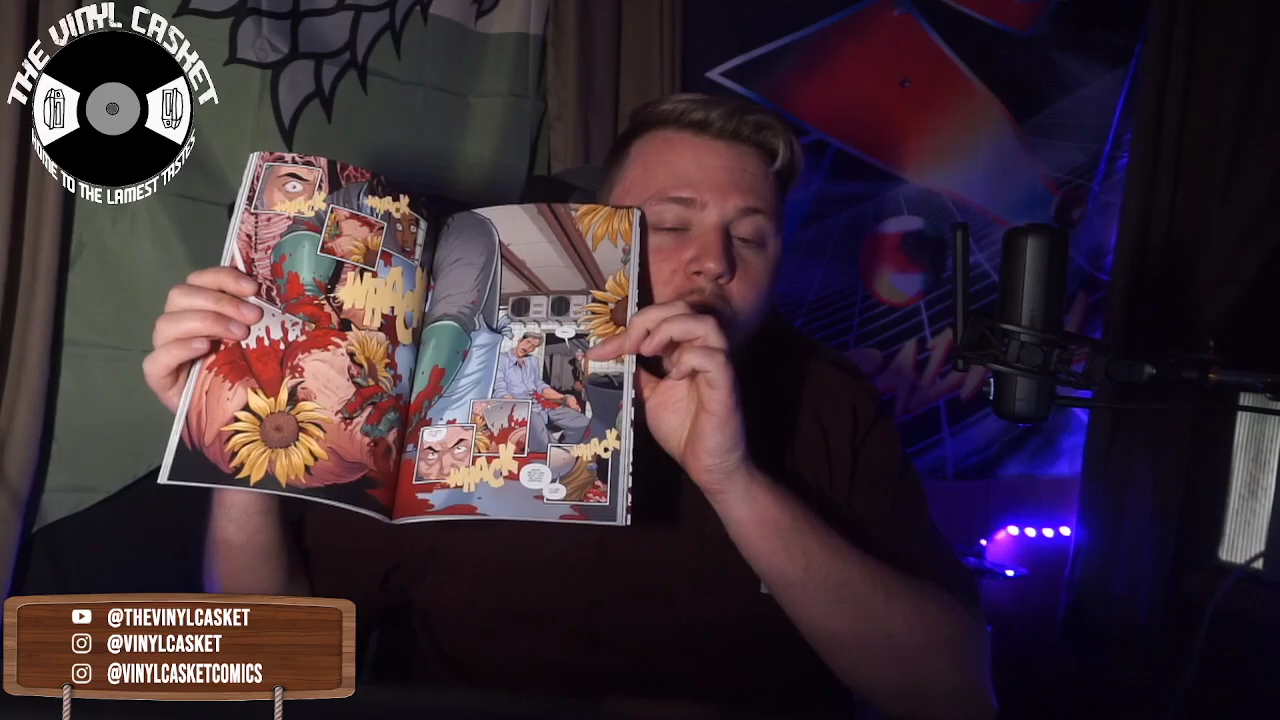 THE VINYL CASKET
HOME TO THE LAMEST TASTES
WHACK
WHACK
WHACK
WHACK
WHACK
@THEVINYLCASKET
@VINYLCASKET
@VINYLCASKETCOMICS